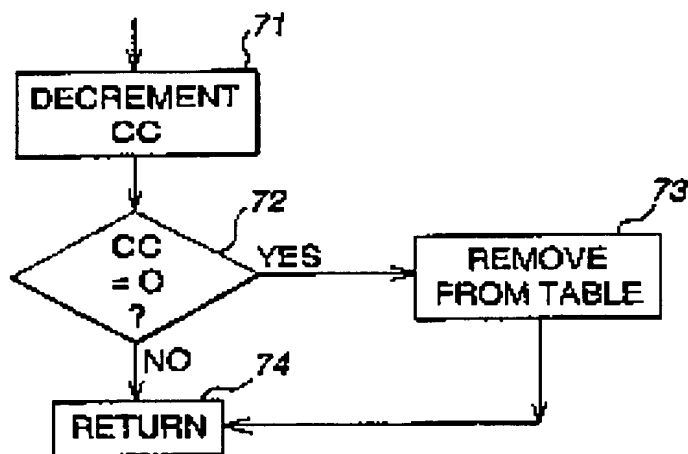 71
DECREMENT
CC
72
CC
= 0
?
YES
73
REMOVE
FROM TABLE
NO
74
RETURN